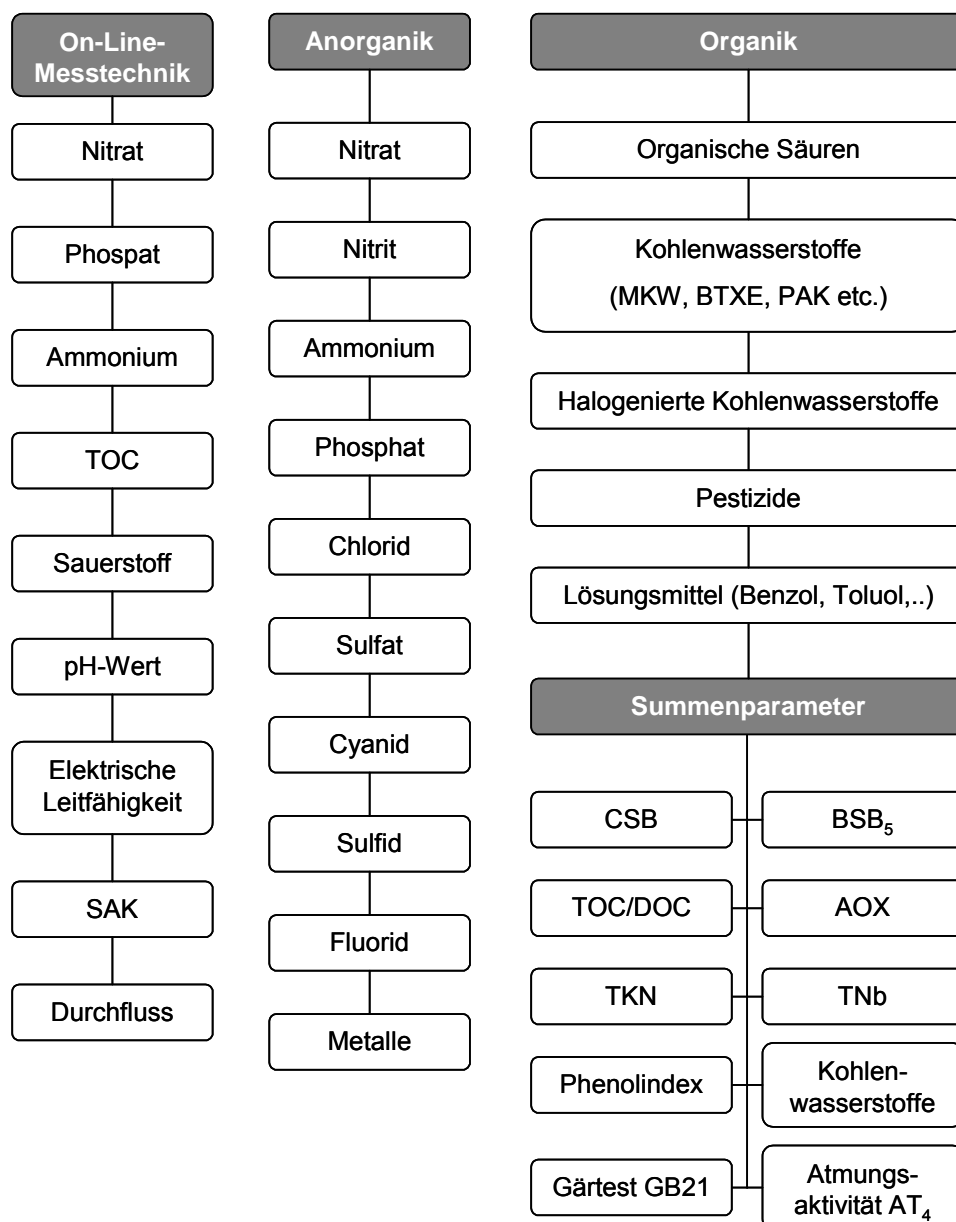 On-Line-
Messtechnik
Nitrat
Phospat
Ammonium
TOC
Sauerstoff
pH-Wert
Elektrische
Leitfähigkeit
SAK
Durchfluss
Anorganik
Nitrat
Nitrit
Ammonium
Phosphat
Chlorid
Sulfat
Cyanid
Sulfid
Fluorid
Metalle
Organik
Organische Säuren
Kohlenwasserstoffe
(MKW, BTXE, PAK etc.)
Halogenierte Kohlenwasserstoffe
Pestizide
Lösungsmittel (Benzol, Toluol,..)
Summenparameter
CSB
BSB₅
TOC/DOC
AOX
TKN
TNb
Phenolindex
Kohlen-
wasserstoffe
Gärtest GB21
Atmungs-
aktivität AT₄